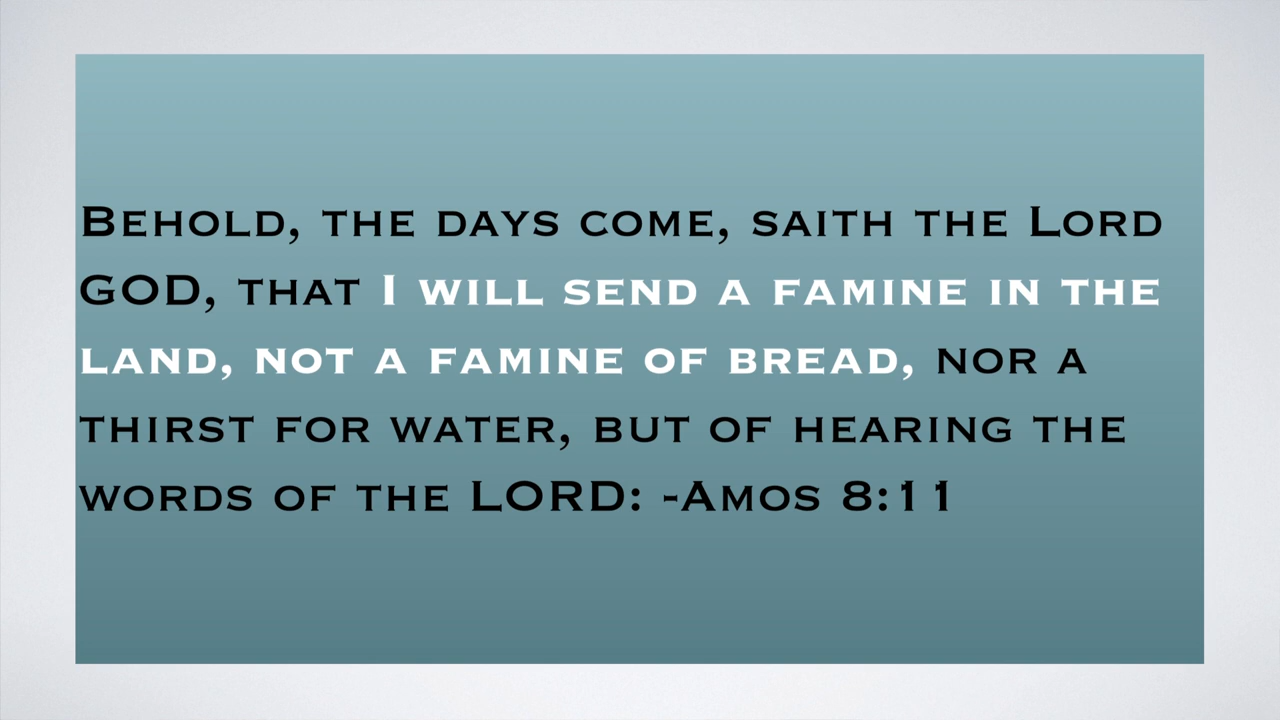 Behold, the days come, saith the Lord
GOD, that I will send a famine in the
land, not a famine of bread, nor a
thirst for water, but of hearing the
words of the LORD: -Amos 8:11